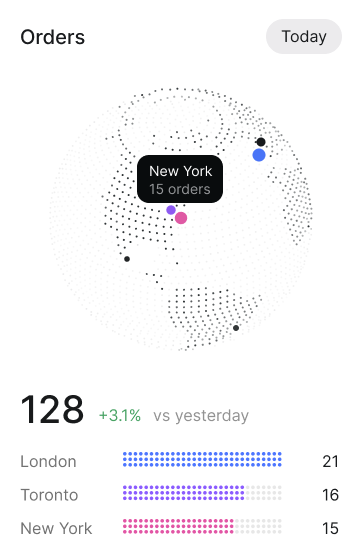 Orders
Today
New York
15 orders
128 +3.1% vs yesterday
London 21
Toronto 16
New York 15